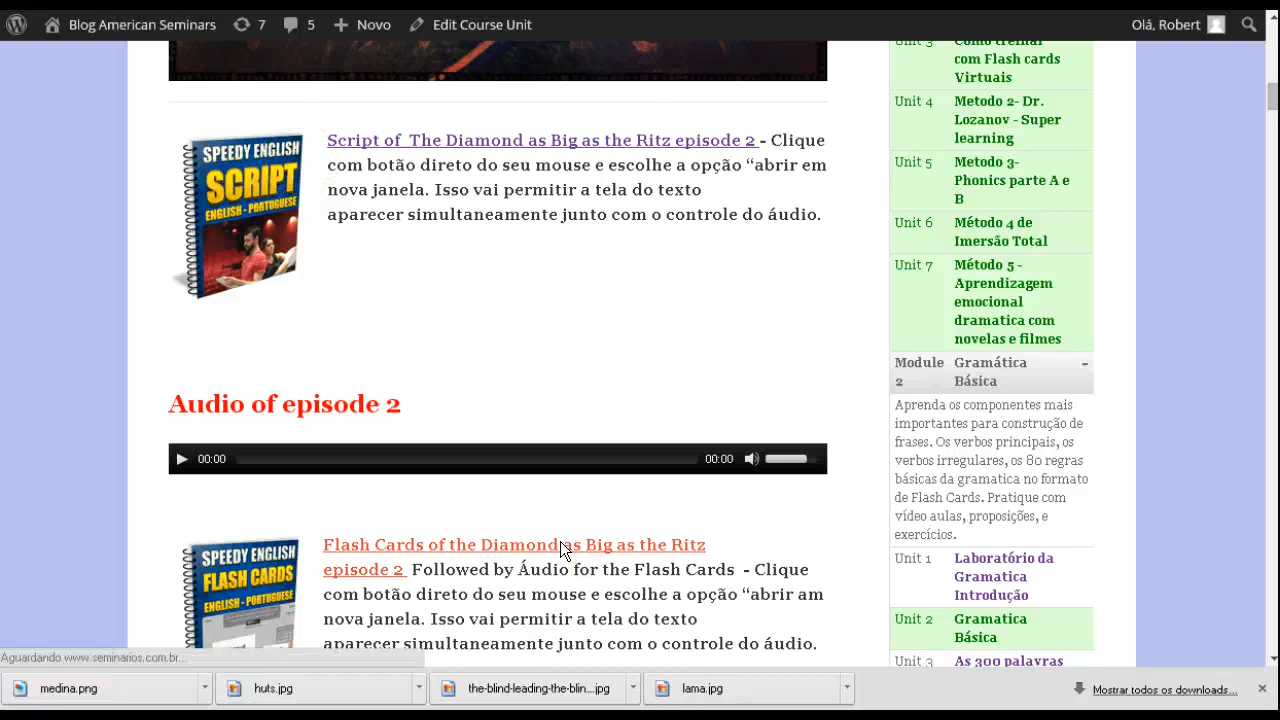 Blog American Seminars
7
5
Novo
Edit Course Unit
Olá, Robert
SPEEDY ENGLISH
SCRIPT
ENGLISH - PORTUGUESE
Script of The Diamond as Big as the Ritz episode 2 - Clique
com botão direto do seu mouse e escolhe a opção “abrir em
nova janela. Isso vai permitir a tela do texto
aparecer simultaneamente junto com o controle do áudio.
Audio of episode 2
00:00
00:00
SPEEDY ENGLISH
FLASH CARDS
ENGLISH - PORTUGUESE
Flash Cards of the Diamond as Big as the Ritz
episode 2 Followed by Áudio for the Flash Cards - Clique
com botão direto do seu mouse e escolhe a opção “abrir am
nova janela. Isso vai permitir a tela do texto
aparecer simultaneamente junto com o controle do áudio.
Unit 3 Como treinar
com Flash cards
Virtuais
Unit 4 Metodo 2- Dr.
Lozanov - Super
learning
Unit 5 Metodo 3-
Phonics parte A e
B
Unit 6 Método 4 de
Imersão Total
Unit 7 Método 5 -
Aprendizagem
emocional
dramatica com
novelas e filmes
Module Gramática -
2 Básica
Aprenda os componentes mais
importantes para construção de
frases. Os verbos principais, os
verbos irregulares, os 80 regras
básicas da gramatica no formato
de Flash Cards. Pratique com
vídeo aulas, proposições, e
exercícios.
Unit 1 Laboratório da
Gramatica
Introdução
Unit 2 Gramatica
Básica
Unit 3 As 300 palavras
Aguardando www.seminarios.com.br...
medina.png
huts.jpg
the-blind-leading-the-blin....jpg
lama.jpg
Mostrar todos os downloads...